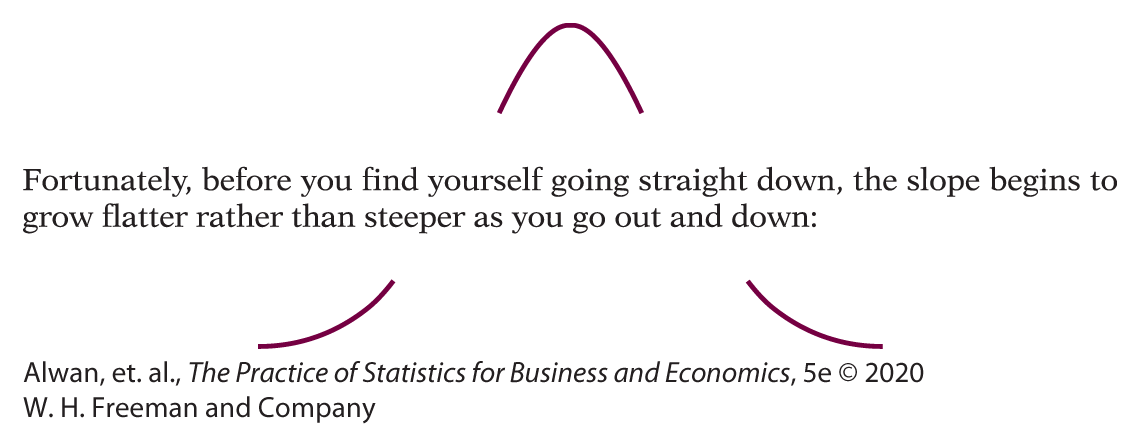 Fortunately, before you find yourself going straight down, the slope begins to
grow flatter rather than steeper as you go out and down:
Alwan, et. al., The Practice of Statistics for Business and Economics, 5e © 2020
W. H. Freeman and Company